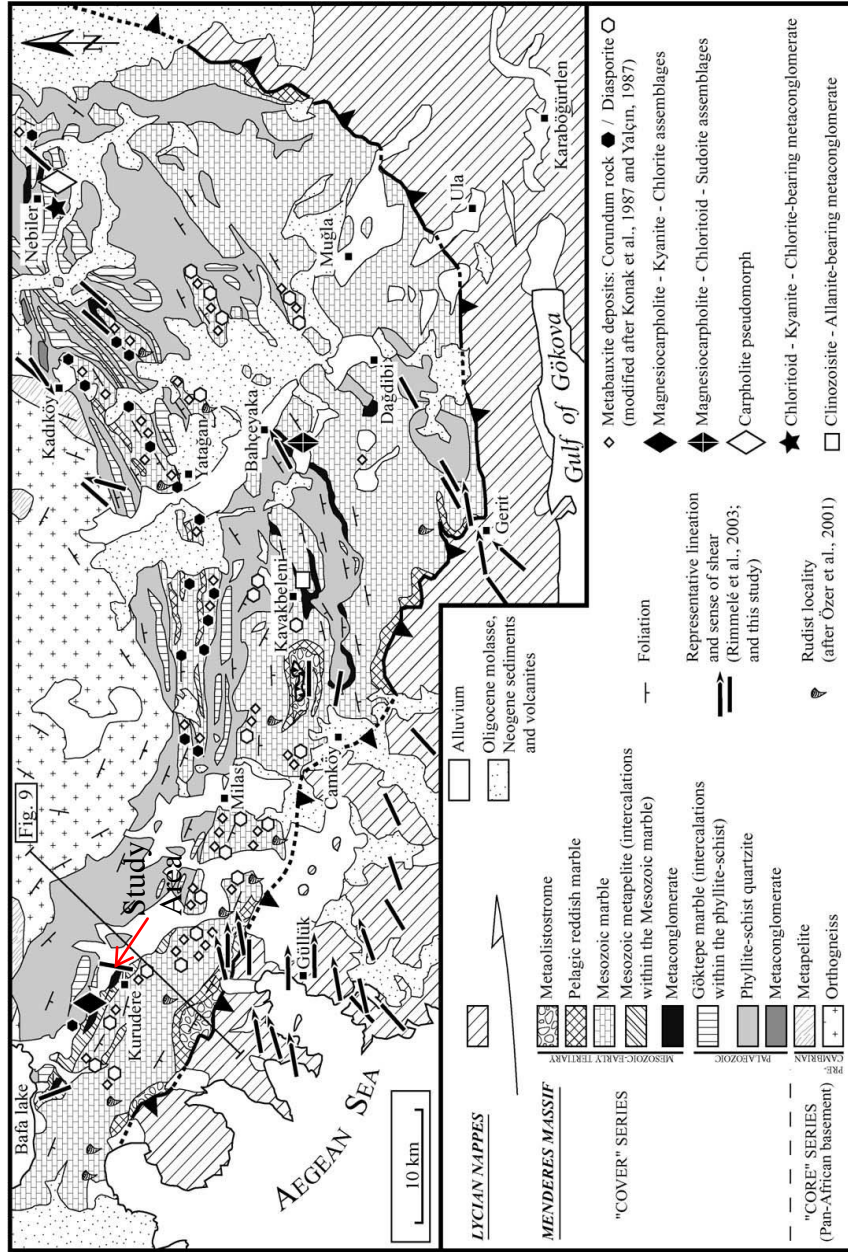 Fig. 9
N
Bafa lake
Kurudere
Study
Area
Milas
Kadıköy
Nebiler
Yatağan
Bahçeyaka
Kavakbeleni
Muğla
Ula
Karaböğürtlen
Dağdibi
Gerit
Camköy
Güllük
AEGEAN SEA
Gulf of Gökova
10 km
LYCIAN NAPPES
MENDERES MASSIF
"COVER" SERIES
"CORE" SERIES
(Pan-African basement)
MESOZOIC-EARLY TERTIARY
PALAEOZOIC
PRE-
CAMBRIAN
Metaolistostrome
Pelagic reddish marble
Mesozoic marble
Mesozoic metapelite (intercalations
within the Mesozoic marble)
Metaconglomerate
Göktepe marble (intercalations
within the phyllite-schist)
Phyllite-schist quartzite
Metaconglomerate
Metapelite
Orthogneiss
Alluvium
Oligocene molasse,
Neogene sediments
and volcanites
Foliation
Representative lineation
and sense of shear
(Rimmelé et al., 2003;
and this study)
Rudist locality
(after Özer et al., 2001)
Metabauxite deposits: Corundum rock / Diasporite
(modified after Konak et al., 1987 and Yalçın, 1987)
Magnesiocarpholite - Kyanite - Chlorite assemblages
Magnesiocarpholite - Chloritoid - Sudoite assemblages
Carpholite pseudomorph
Chloritoid - Kyanite - Chlorite-bearing metaconglomerate
Clinozoisite - Allanite-bearing metaconglomerate